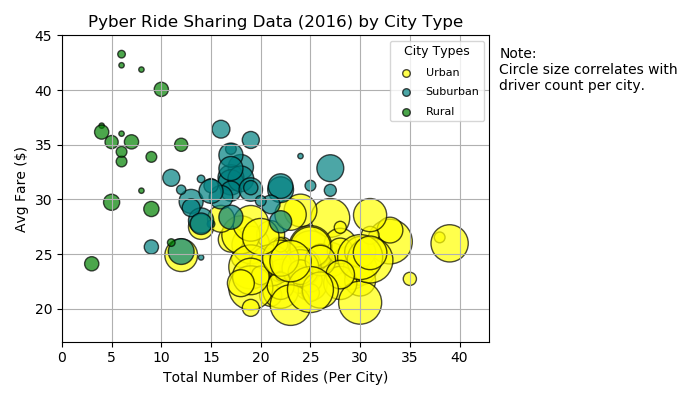 Pyber Ride Sharing Data (2016) by City Type
Avg Fare ($)
45
40
35
30
25
20
0
5
10
15
20
25
30
35
40
Total Number of Rides (Per City)
City Types
Urban
Suburban
Rural
Note:
Circle size correlates with
driver count per city.